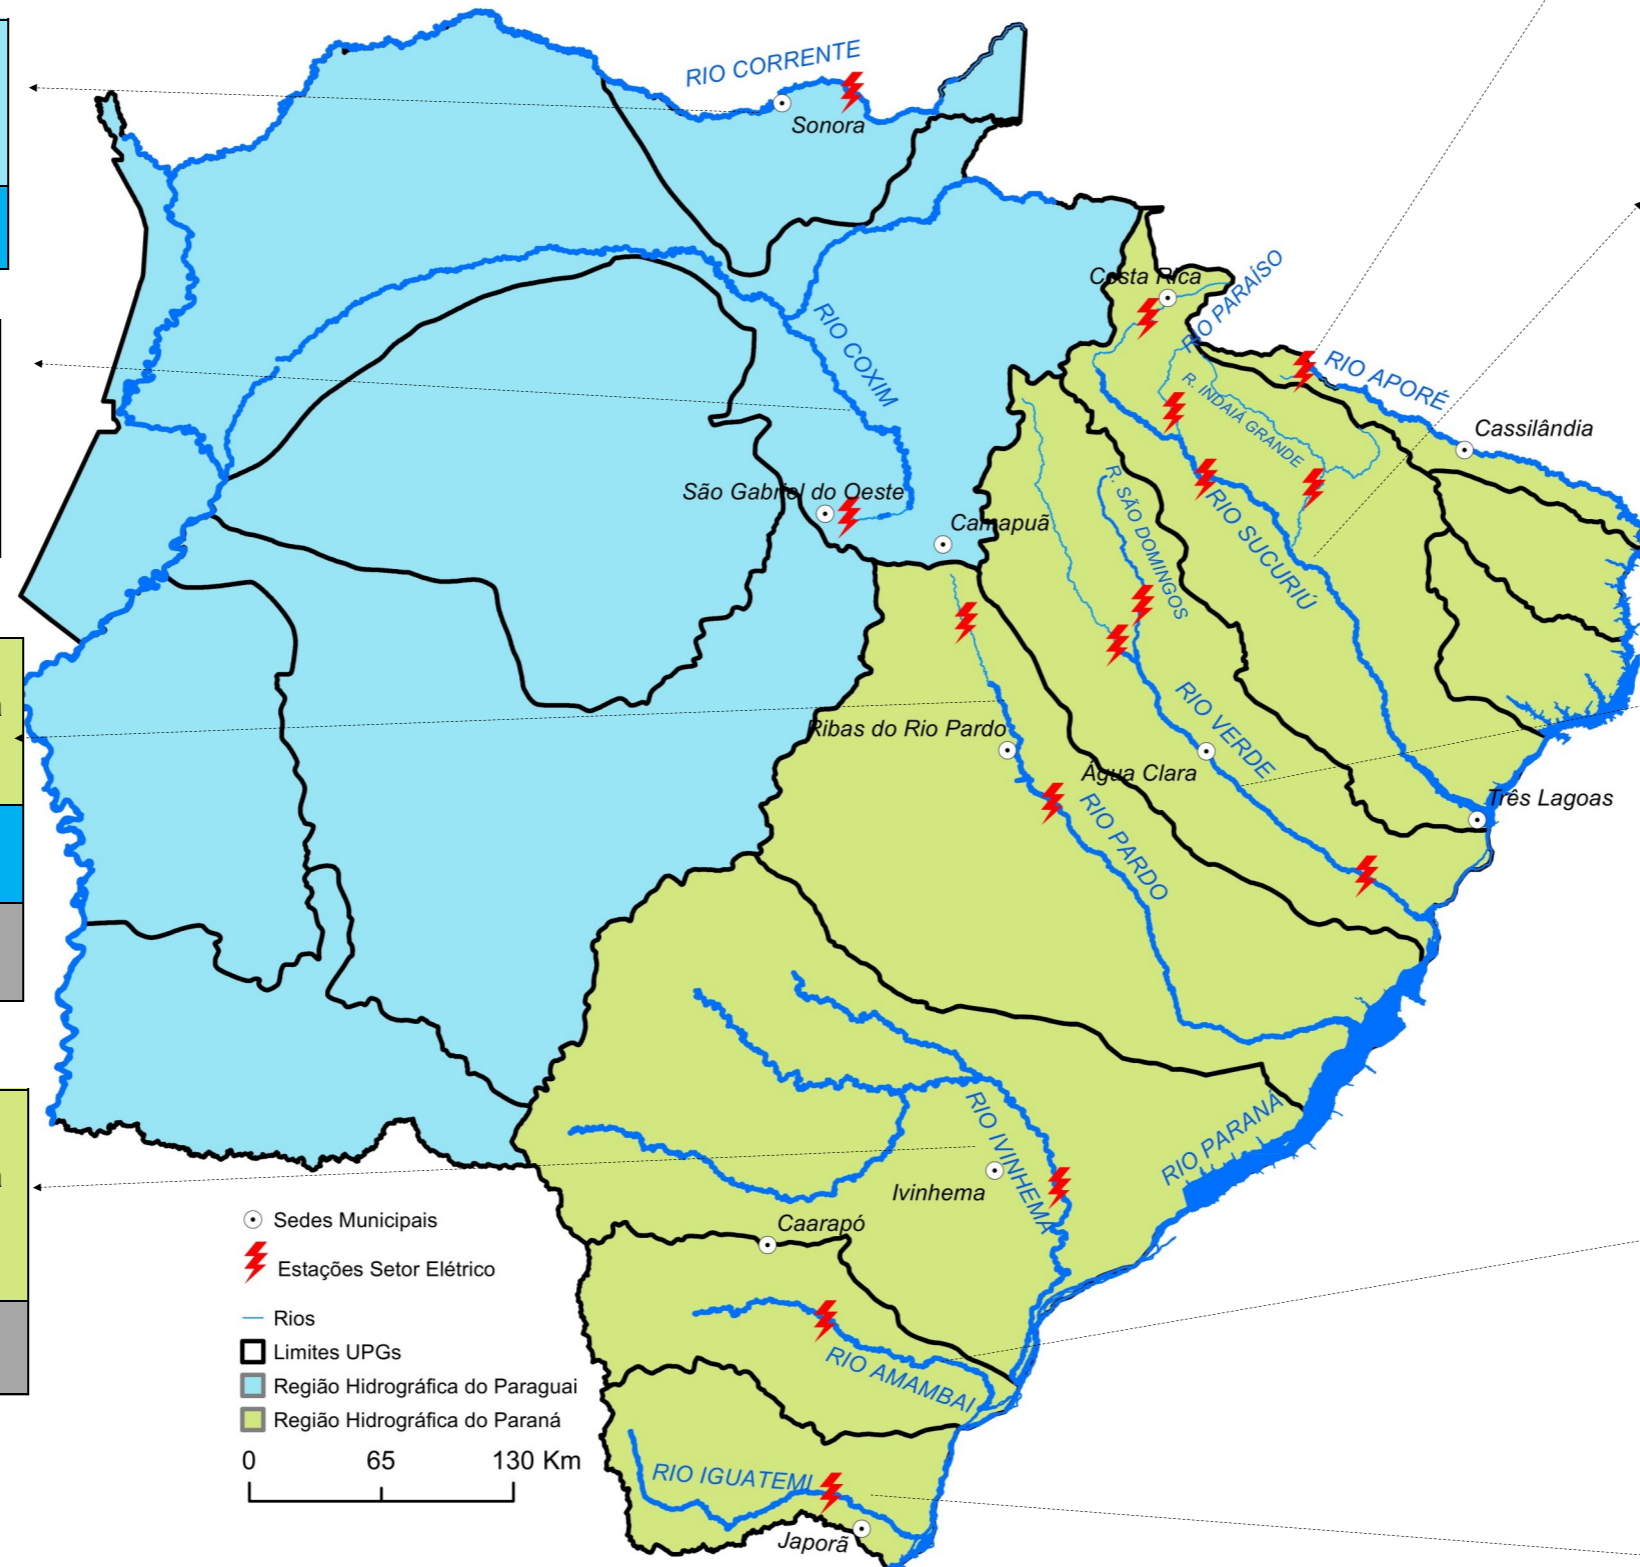 RIO CORRENTE
Sonora
Costa Rica
RIO PARAÍSO
RIO COXIM
RIO APORÉ
R. INDAIÁ GRANDE
Cassilândia
São Gabriel do Oeste
R. SÃO DOMINGOS
RIO SUCURIÚ
Camapuã
Ribas do Rio Pardo
RIO VERDE
Água Clara
Três Lagoas
RIO PARDO
RIO IVINHEMA
RIO PARANÁ
Ivinhema
Caarapó
Sedes Municipais
Estações Setor Elétrico
Rios
Limites UPGs
Região Hidrográfica do Paraguai
Região Hidrográfica do Paraná
0 65 130 Km
RIO AMAMBAI
RIO IGUATEMI
Japorã